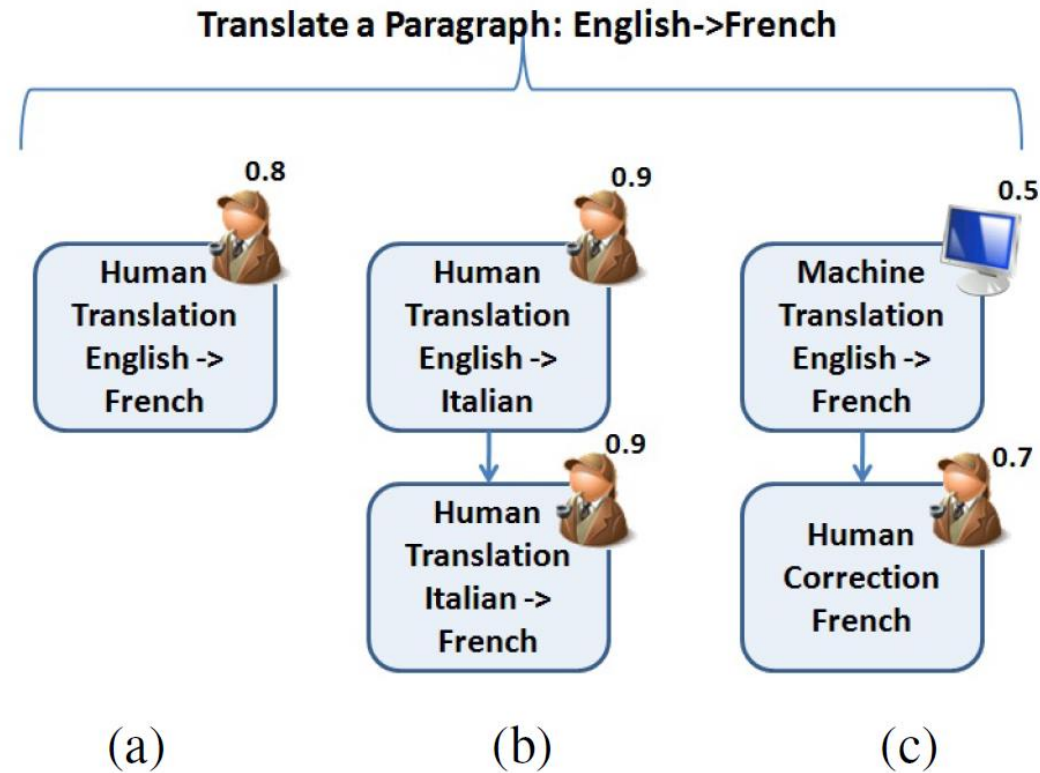 Translate a Paragraph: English->French
0.8
Human
Translation
English ->
French
0.9
Human
Translation
English ->
Italian
0.9
Human
Translation
Italian ->
French
0.5
Machine
Translation
English ->
French
0.7
Human
Correction
French
(a)
(b)
(c)